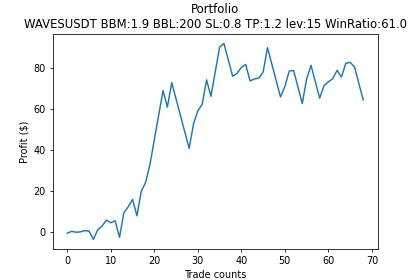 Portfolio
WAVESUSDT BBM:1.9 BBL:200 SL:0.8 TP:1.2 lev:15 WinRatio:61.0
80
60
40
20
0
Profit ($)
0 10 20 30 40 50 60 70
Trade counts